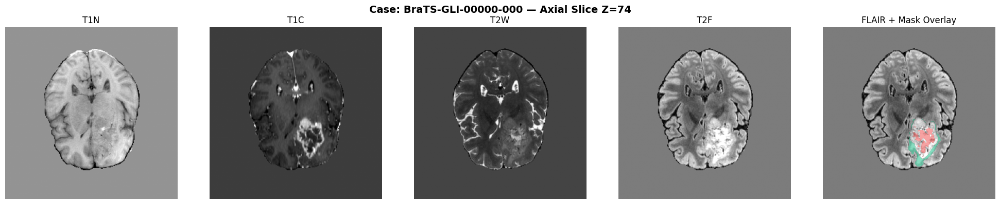 Case: BraTS-GLI-00000-000 — Axial Slice Z=74
T1N
T1C
T2W
T2F
FLAIR + Mask Overlay